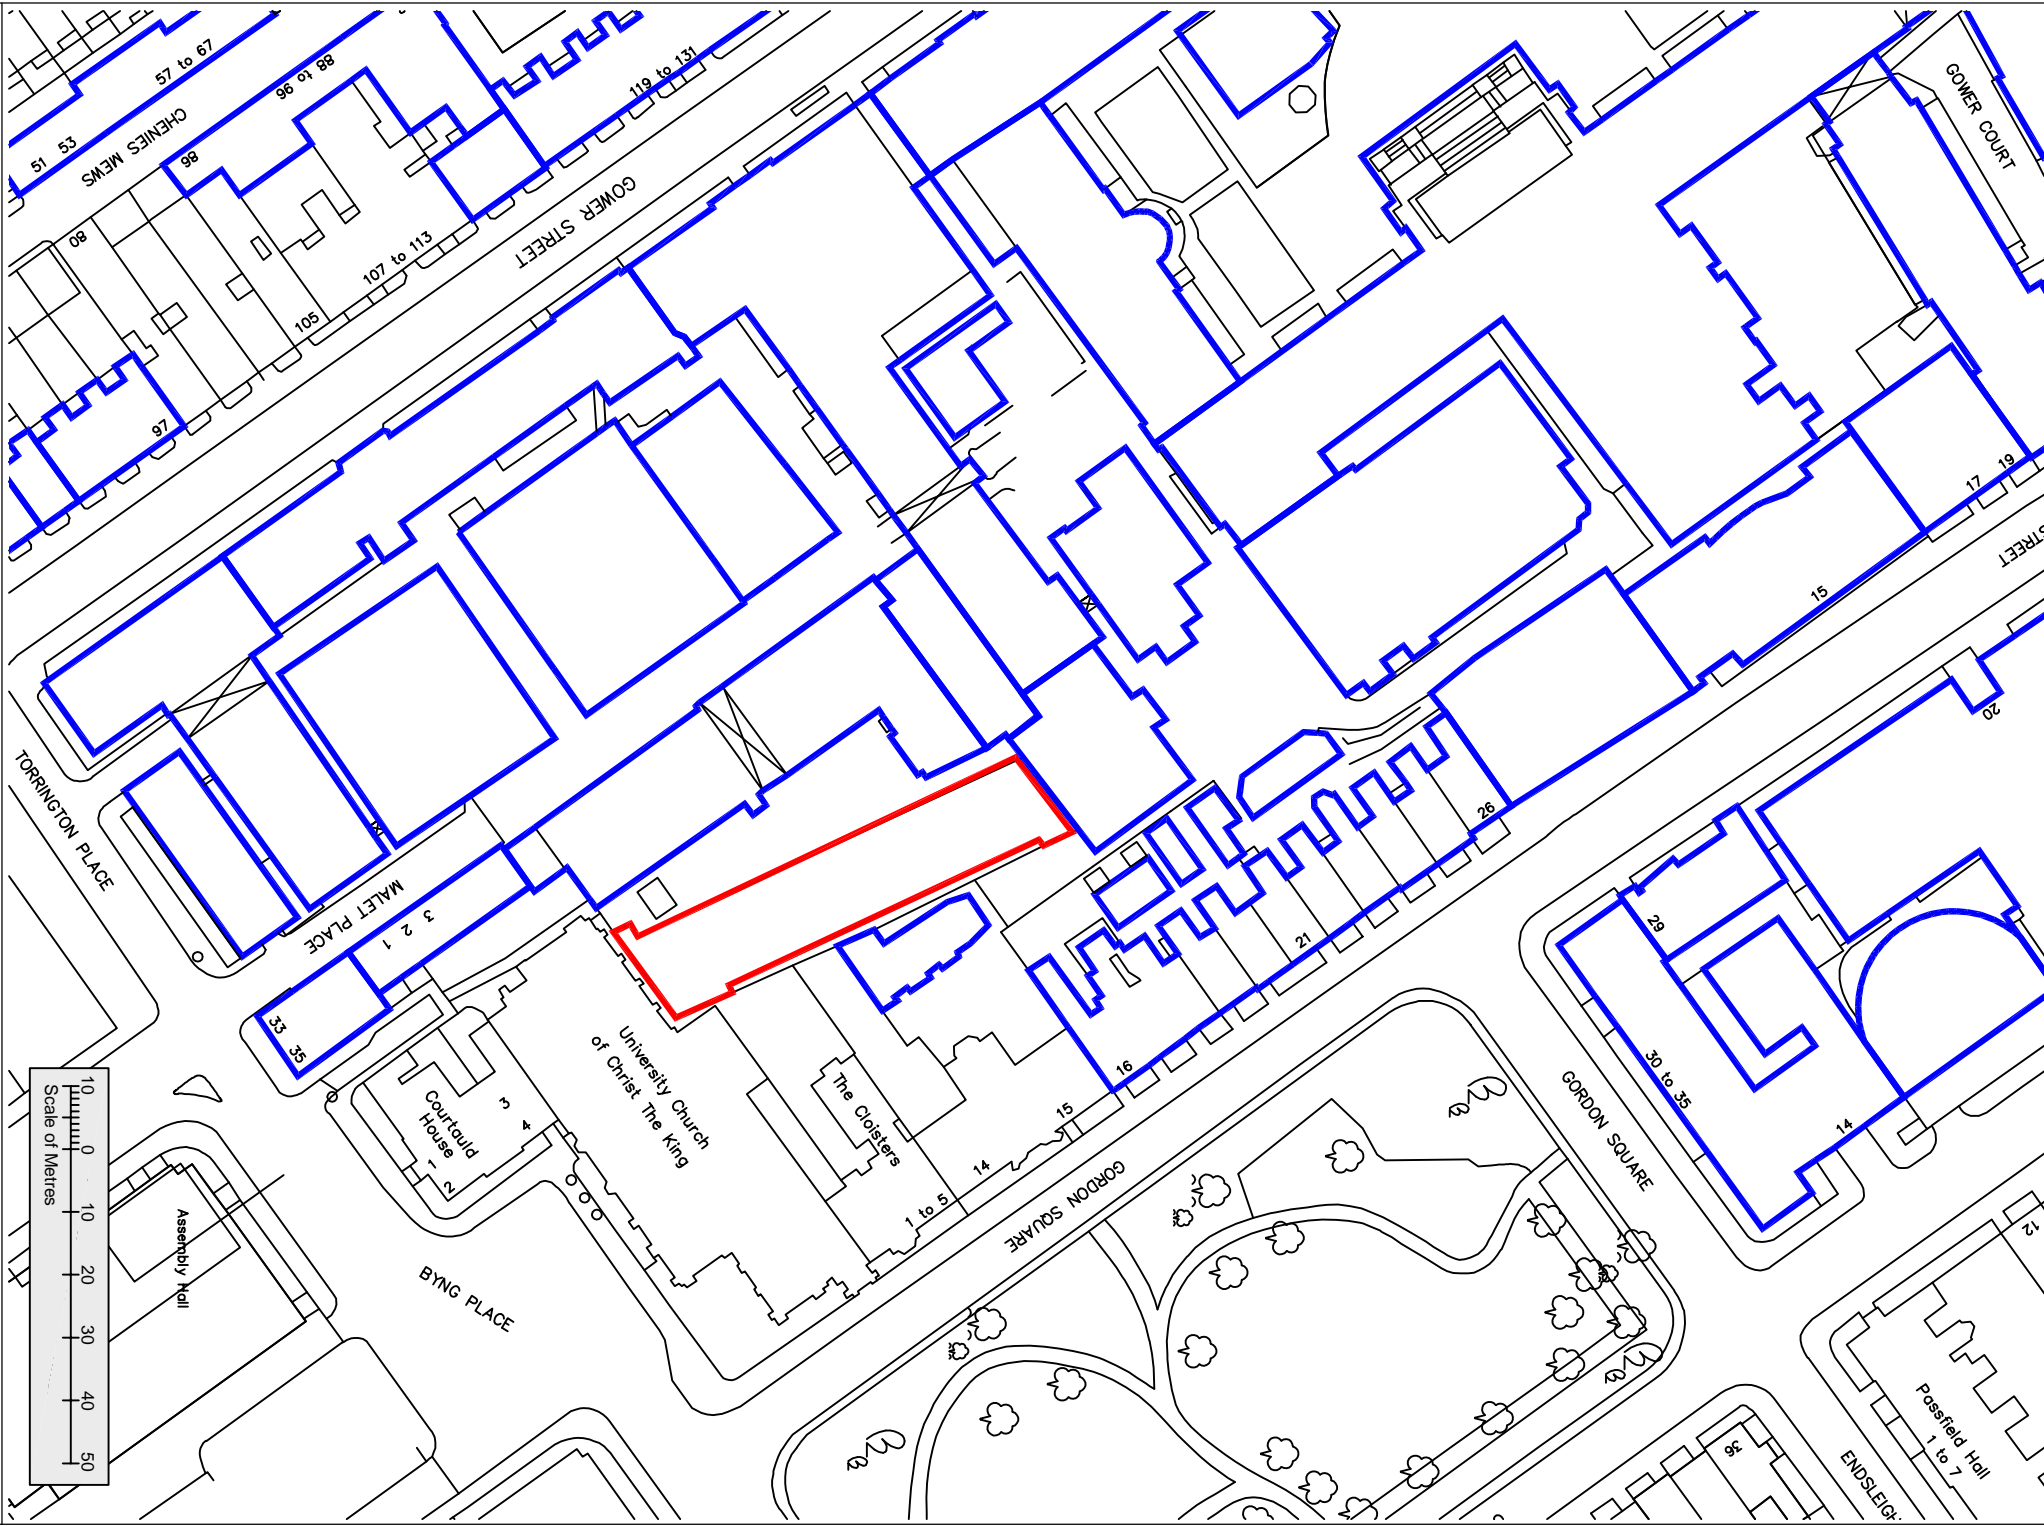 57 to 67
88 to 96
119 to 131
GOWER COURT
51 53
CHENIES MEWS
86
80
107 to 113
GOWER STREET
105
97
17 19
STREET
15
20
TORRINGTON PLACE
MALET PLACE
1 2 3
26
21
29
33
35
University Church
of Christ The King
The Cloisters
16
15
14
1 to 5
GORDON SQUARE
GORDON SQUARE
30 to 35
14
12
Courtauld
House
3
4
1
2
10 0 10 20 30 40 50
Scale of Metres
Assembly Hall
BYNG PLACE
Passfield Hall
1 to 7
36
ENDSLEIGH